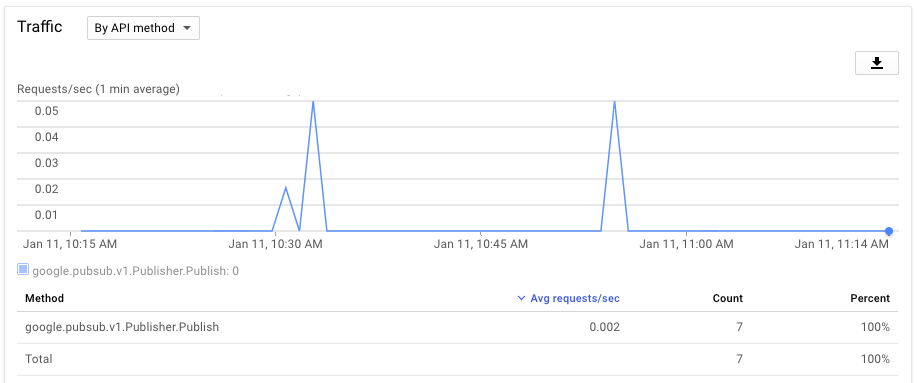 Traffic By API method
Requests/sec (1 min average)
0.05
0.04
0.03
0.02
0.01
Jan 11, 10:15 AM Jan 11, 10:30 AM Jan 11, 10:45 AM Jan 11, 11:00 AM Jan 11, 11:14 AM
google.pubsub.v1.Publisher.Publish: 0
Method Avg requests/sec Count Percent
google.pubsub.v1.Publisher.Publish 0.002 7 100%
Total 7 100%